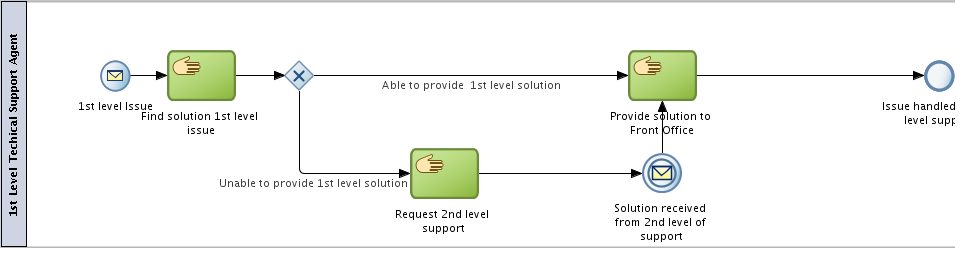 1st Level Techical Support Agent
1st level Issue
Find solution 1st level
issue
Able to provide  1st level solution
Unable to provide 1st level solution
Request 2nd level
support
Provide solution to
Front Office
Solution received
from 2nd level of
support
Issue handled
level